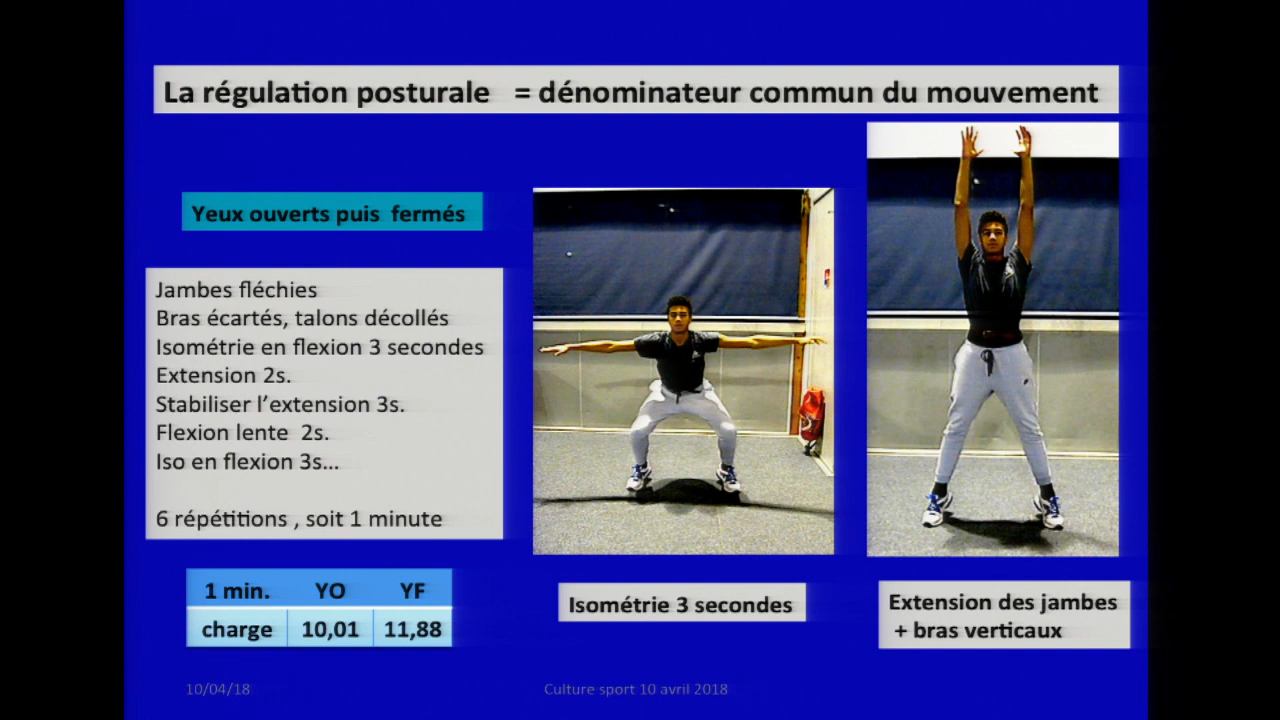 La régulation posturale = dénominateur commun du mouvement
Yeux ouverts puis fermés
Jambes fléchies
Bras écartés, talons décollés
Isométrie en flexion 3 secondes
Extension 2s.
Stabiliser l’extension 3s.
Flexion lente 2s.
Iso en flexion 3s...
6 répétitions , soit 1 minute
1 min. YO YF
charge 10,01 11,88
Isométrie 3 secondes
Extension des jambes
+ bras verticaux
10/04/18
Culture sport 10 avril 2018